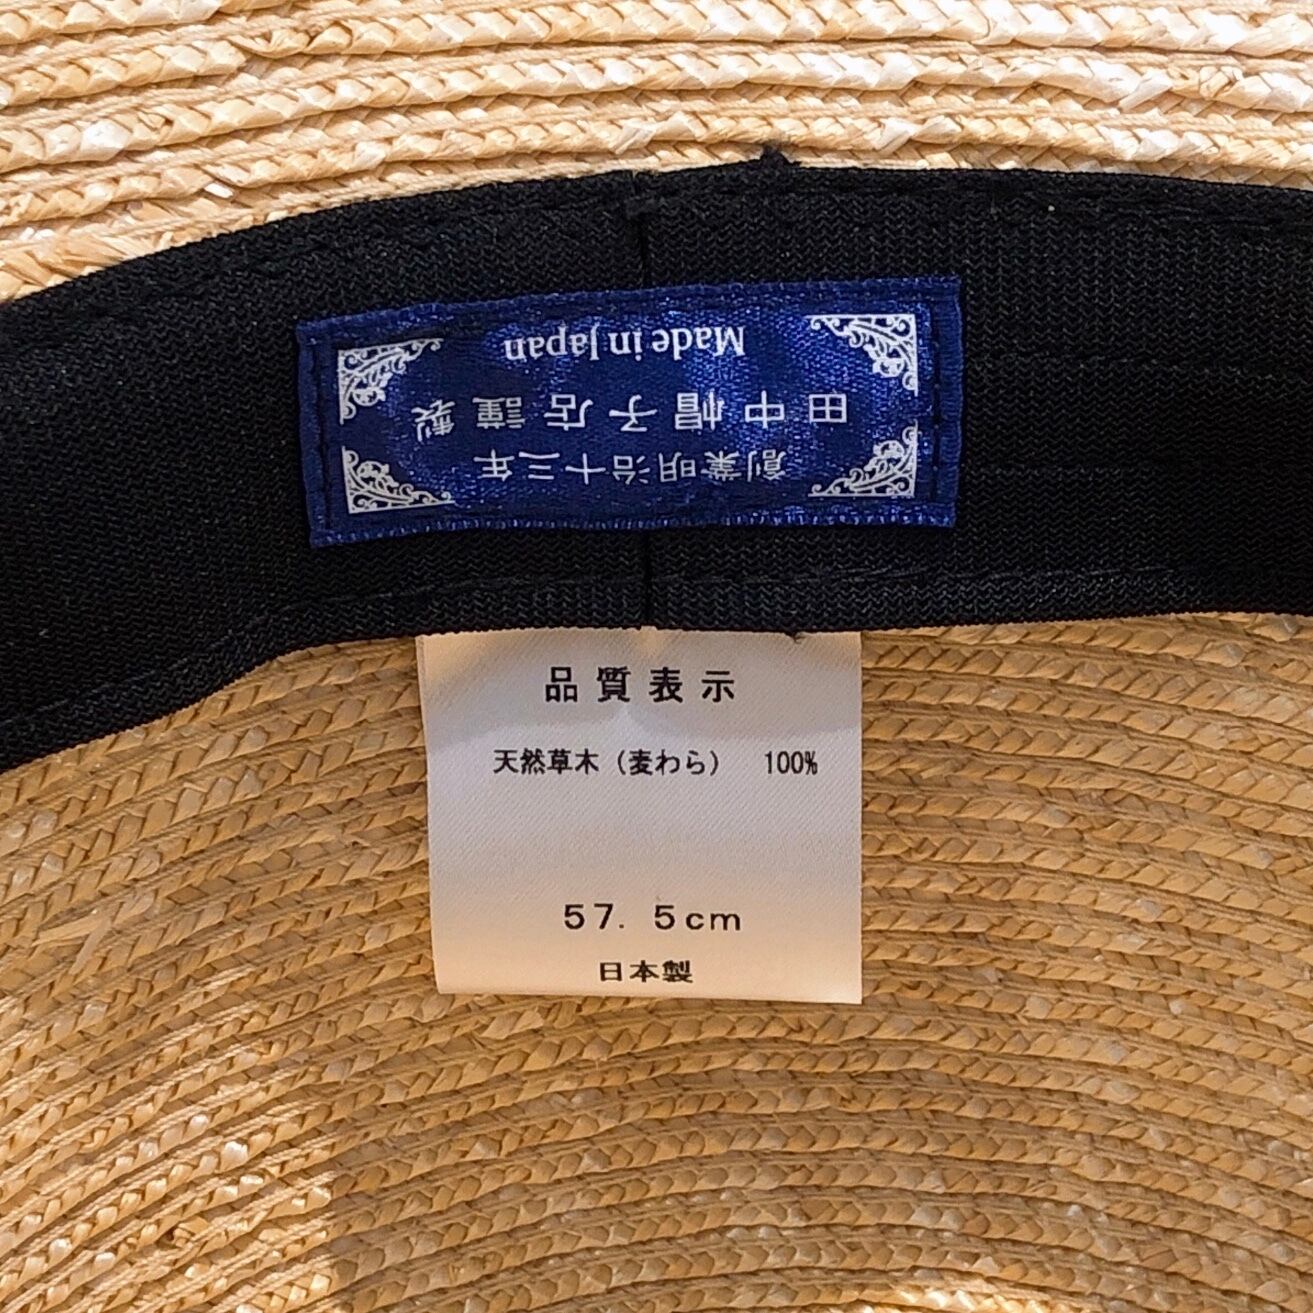 創業明治十三年
田中帽子店謹製
Made in Japan
品質表示
天然草木（麦わら） 100%
57. 5cm
日本製